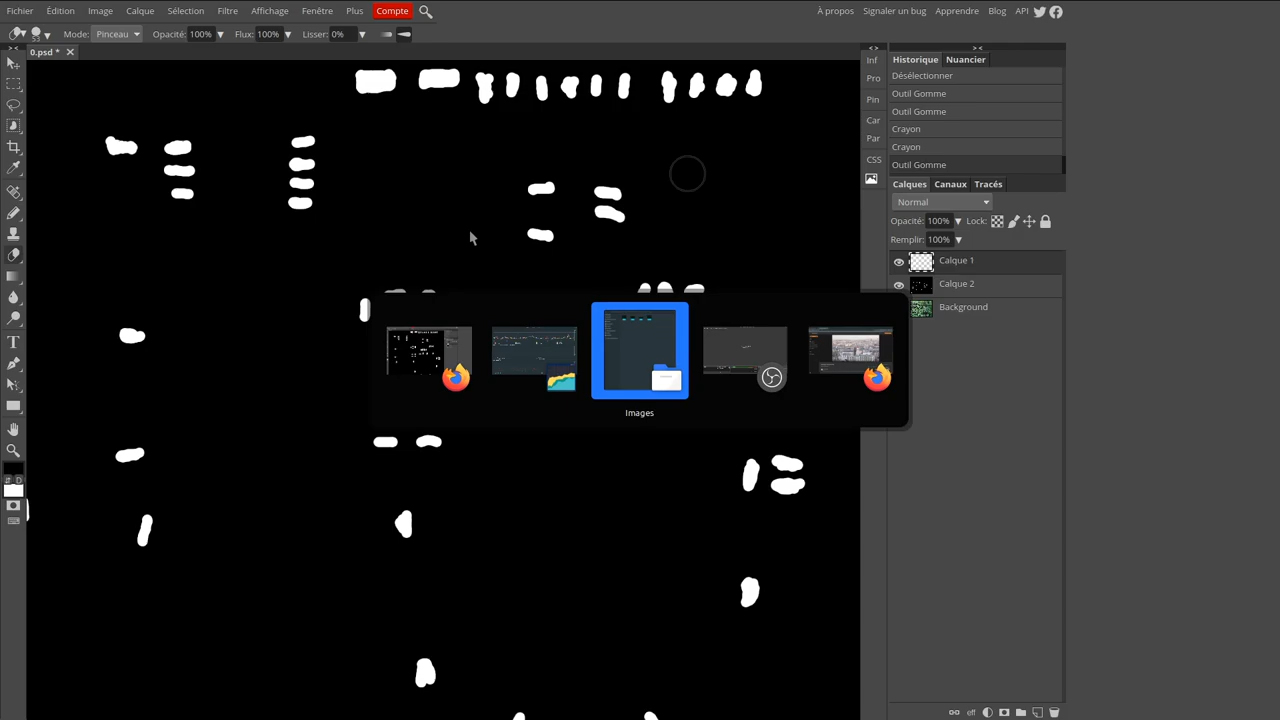 Fichier Édition Image Calque Sélection Filtre Affichage Fenêtre Plus Compte À propos Signaler un bug Apprendre Blog API
53 Mode: Pinceau Opacité: 100% Flux: 100% Lisser: 0%
0.psd *
Inf
Pro
Pin
Car
Par
CSS
Historique Nuancier
Désélectionner
Outil Gomme
Outil Gomme
Crayon
Crayon
Outil Gomme
Calques Canaux Tracés
Normal
Opacité: 100% Lock:
Remplir: 100%
Calque 1
Calque 2
Background
Images
D
eff